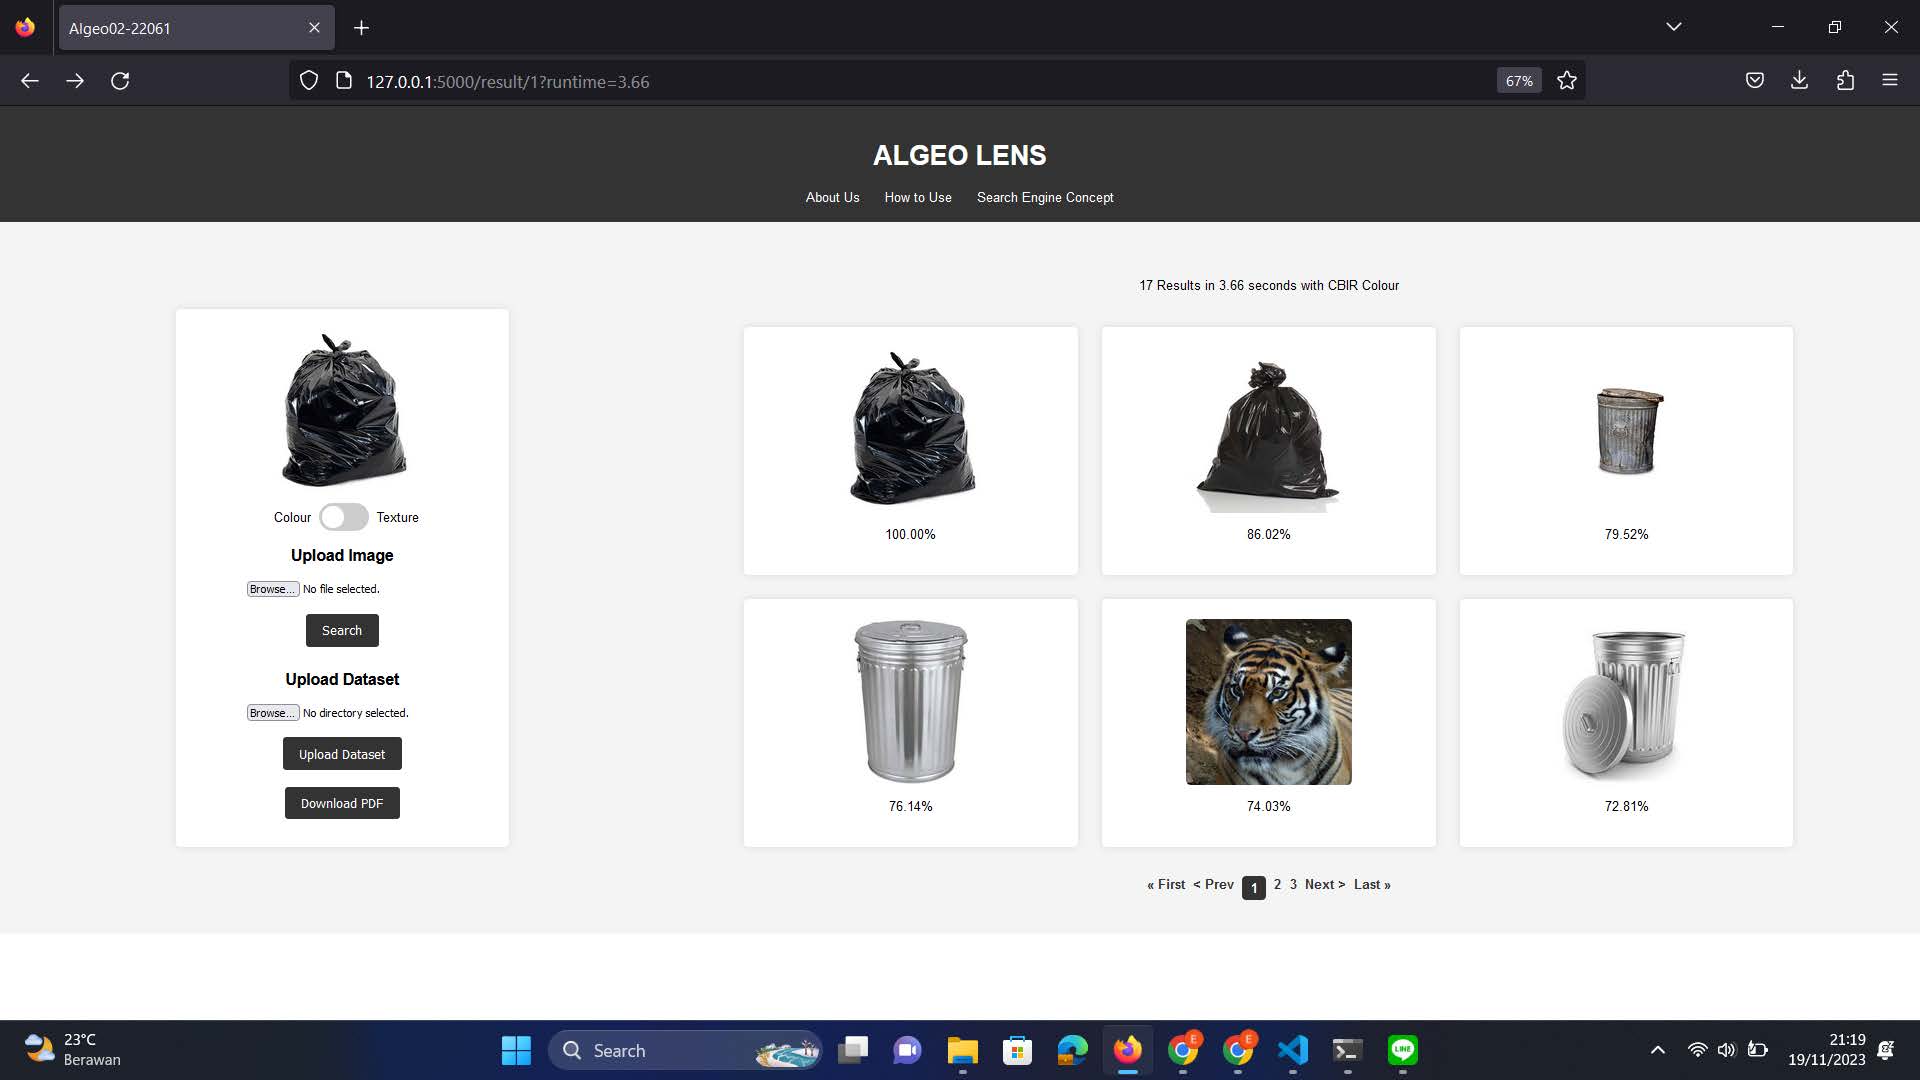 Algeo02-22061
127.0.0.1:5000/result/1?runtime=3.66
67%
ALGEO LENS
About Us How to Use Search Engine Concept
17 Results in 3.66 seconds with CBIR Colour
Colour Texture
Upload Image
Browse... No file selected.
Search
Upload Dataset
Browse... No directory selected.
Upload Dataset
Download PDF
100.00% 86.02% 79.52%
76.14% 74.03% 72.81%
« First < Prev 1 2 3 Next > Last »
23°C
Berawan
Search
E
E
LINE
21:19
19/11/2023